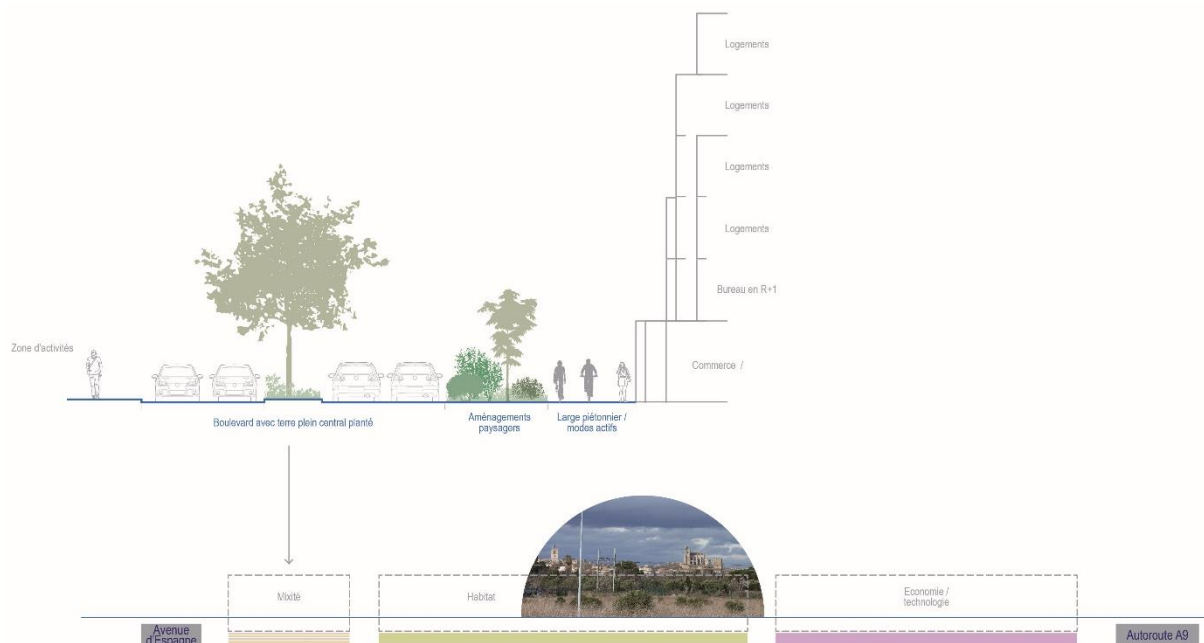 Logements
Logements
Logements
Logements
Bureau en R+1
Zone d'activités
Commerce /
Boulevard avec terre plein central planté
Aménagements
paysagers
Large piétonnier /
modes actifs
Mixité
Habitat
Economie /
technologie
Avenue
d'Espagne
Autoroute A9